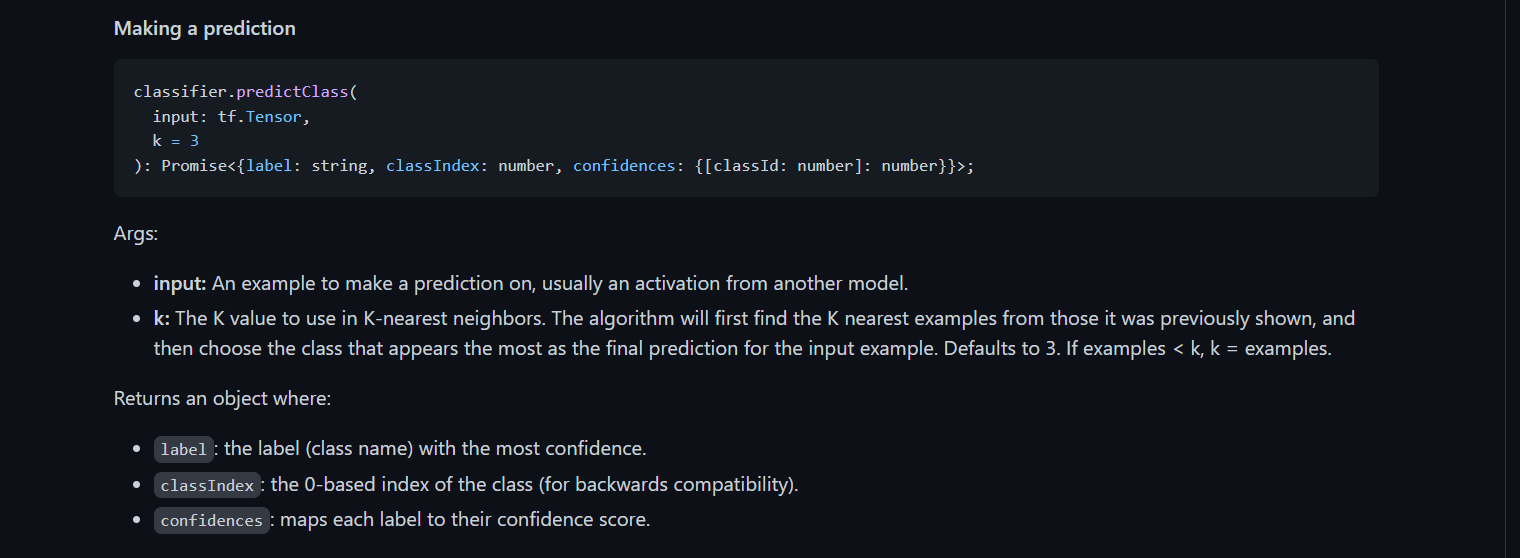 Making a prediction
classifier.predictClass(
  input: tf.Tensor,
  k = 3
): Promise<{label: string, classIndex: number, confidences: {[classId: number]: number}}>;
Args:
• input: An example to make a prediction on, usually an activation from another model.
• k: The K value to use in K-nearest neighbors. The algorithm will first find the K nearest examples from those it was previously shown, and
then choose the class that appears the most as the final prediction for the input example. Defaults to 3. If examples < k, k = examples.
Returns an object where:
• label: the label (class name) with the most confidence.
• classIndex: the 0-based index of the class (for backwards compatibility).
• confidences: maps each label to their confidence score.